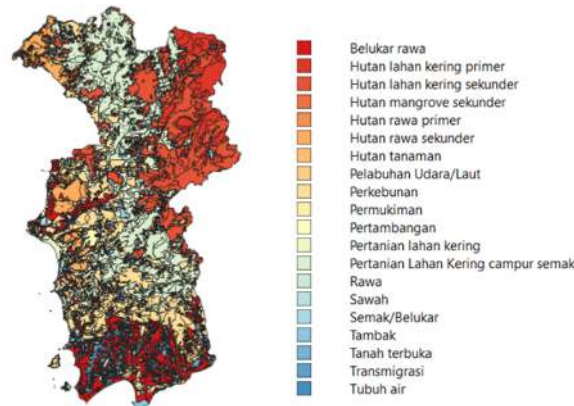 Belukar rawa
Hutan lahan kering primer
Hutan lahan kering sekunder
Hutan mangrove sekunder
Hutan rawa primer
Hutan rawa sekunder
Hutan tanaman
Pelabuhan Udara/Laut
Perkebunan
Permukiman
Pertambangan
Pertanian lahan kering
Pertanian Lahan Kering campur semak
Rawa
Sawah
Semak/Belukar
Tambak
Tanah terbuka
Transmigrasi
Tubuh air